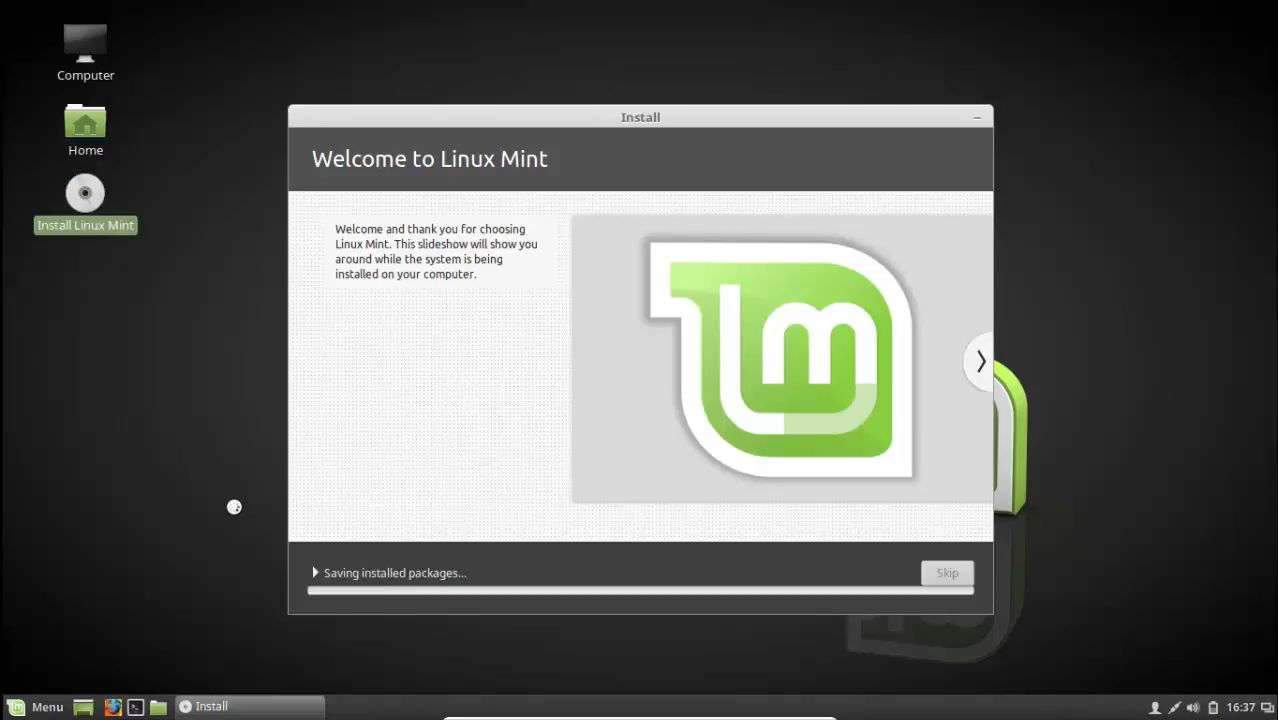 Computer
Home
Install Linux Mint
Install
Welcome to Linux Mint
Welcome and thank you for choosing
Linux Mint. This slideshow will show you
around while the system is being
installed on your computer.
Saving installed packages...
Skip
Menu
Install
16:37